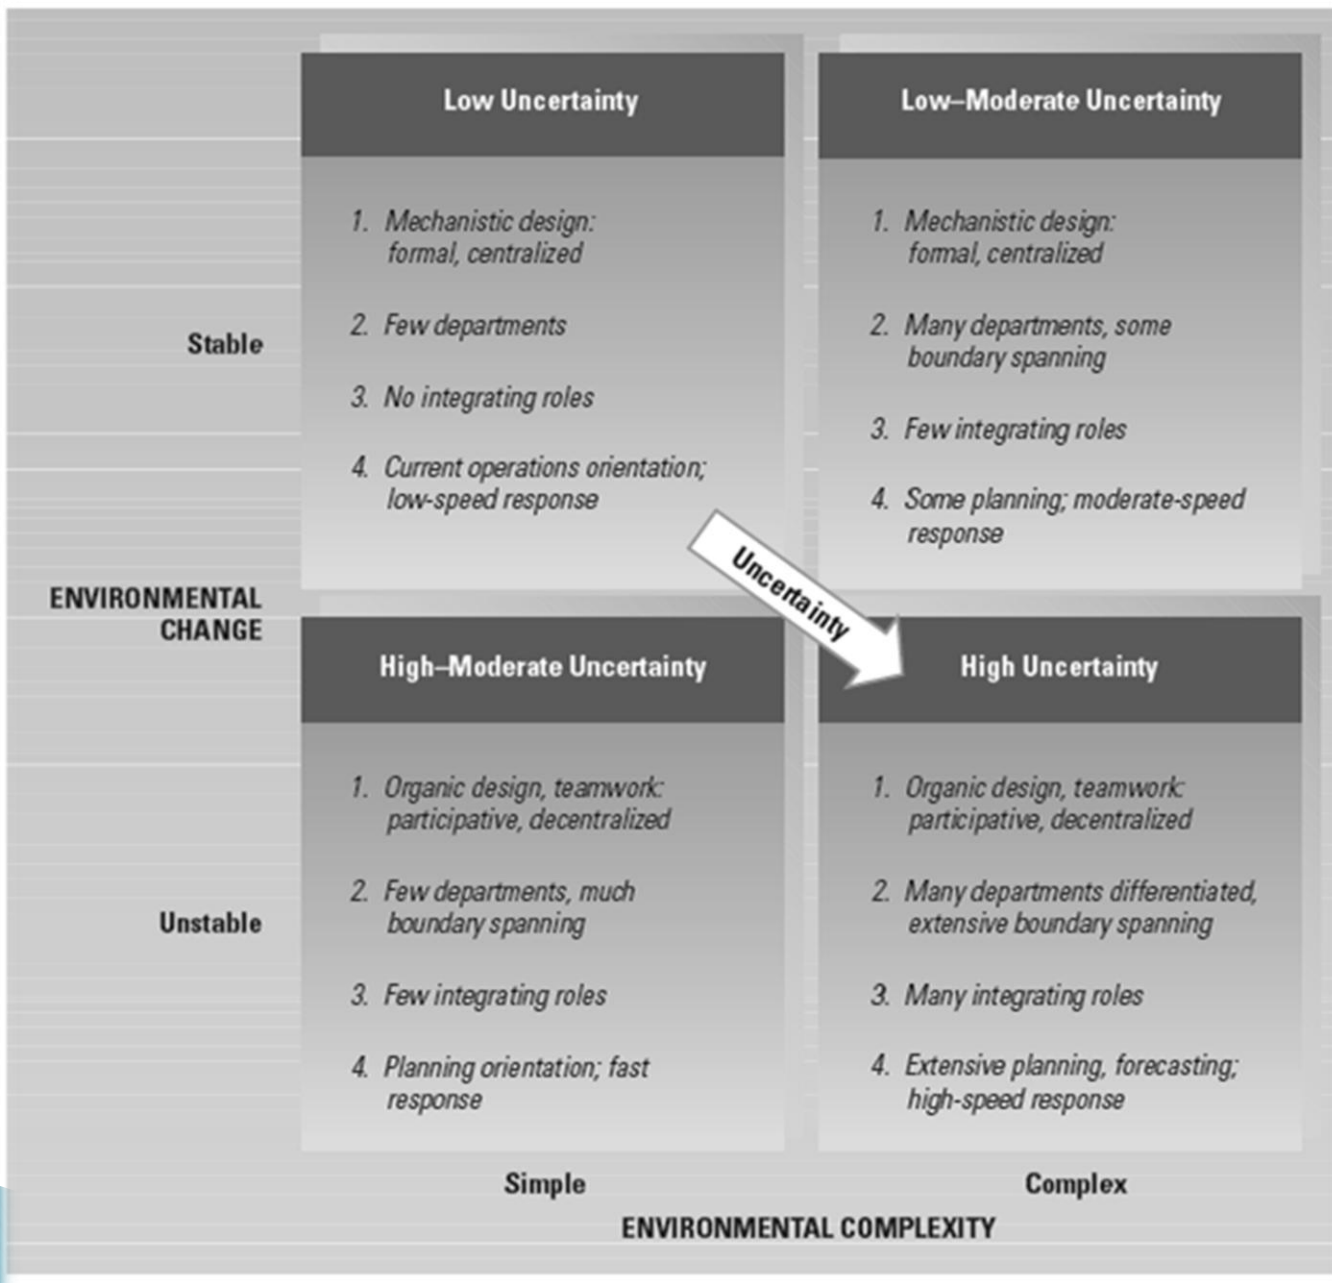 Low Uncertainty
1. Mechanistic design:
formal, centralized
2. Few departments
3. No integrating roles
4. Current operations orientation;
low-speed response
Low–Moderate Uncertainty
1. Mechanistic design:
formal, centralized
2. Many departments, some
boundary spanning
3. Few integrating roles
4. Some planning; moderate-speed
response
Stable
ENVIRONMENTAL
CHANGE
Uncertainty
High–Moderate Uncertainty
1. Organic design, teamwork:
participative, decentralized
2. Few departments, much
boundary spanning
3. Few integrating roles
4. Planning orientation; fast
response
High Uncertainty
1. Organic design, teamwork:
participative, decentralized
2. Many departments differentiated,
extensive boundary spanning
3. Many integrating roles
4. Extensive planning, forecasting;
high-speed response
Unstable
Simple
Complex
ENVIRONMENTAL COMPLEXITY